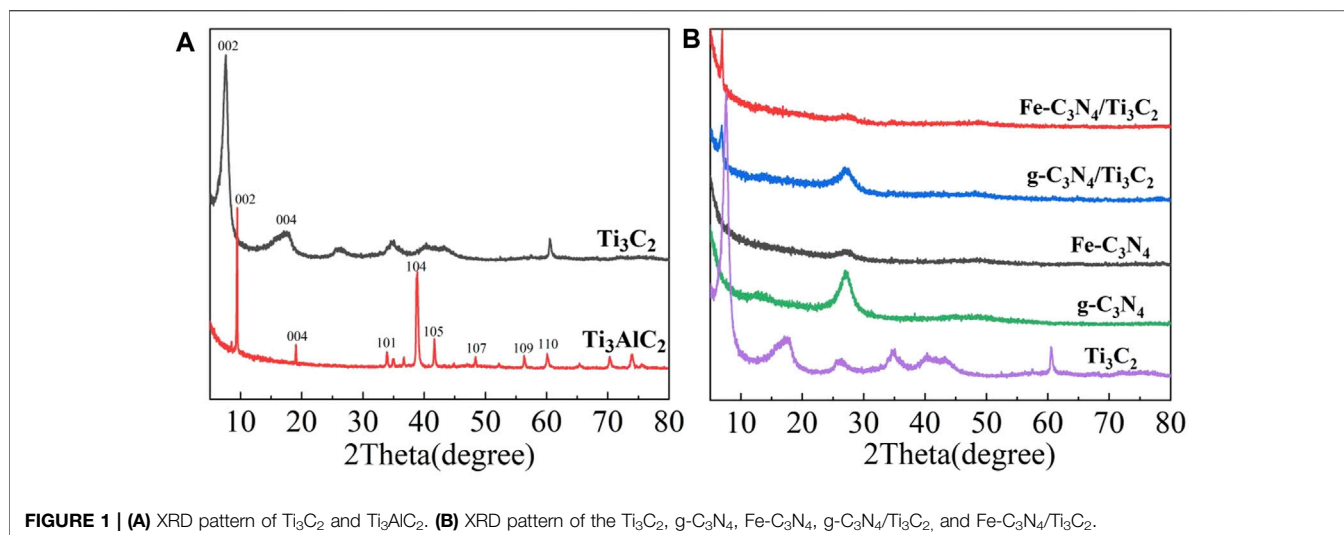 A
002
002
004
Ti₃C₂
104
004
101
105
107
109
110
Ti₃AlC₂
10 20 30 40 50 60 70 80
2Theta(degree)
B
Fe-C₃N₄/Ti₃C₂
g-C₃N₄/Ti₃C₂
Fe-C₃N₄
g-C₃N₄
Ti₃C₂
10 20 30 40 50 60 70 80
2Theta(degree)
FIGURE 1 | (A) XRD pattern of Ti₃C₂ and Ti₃AlC₂. (B) XRD pattern of the Ti₃C₂, g-C₃N₄, Fe-C₃N₄, g-C₃N₄/Ti₃C₂, and Fe-C₃N₄/Ti₃C₂.